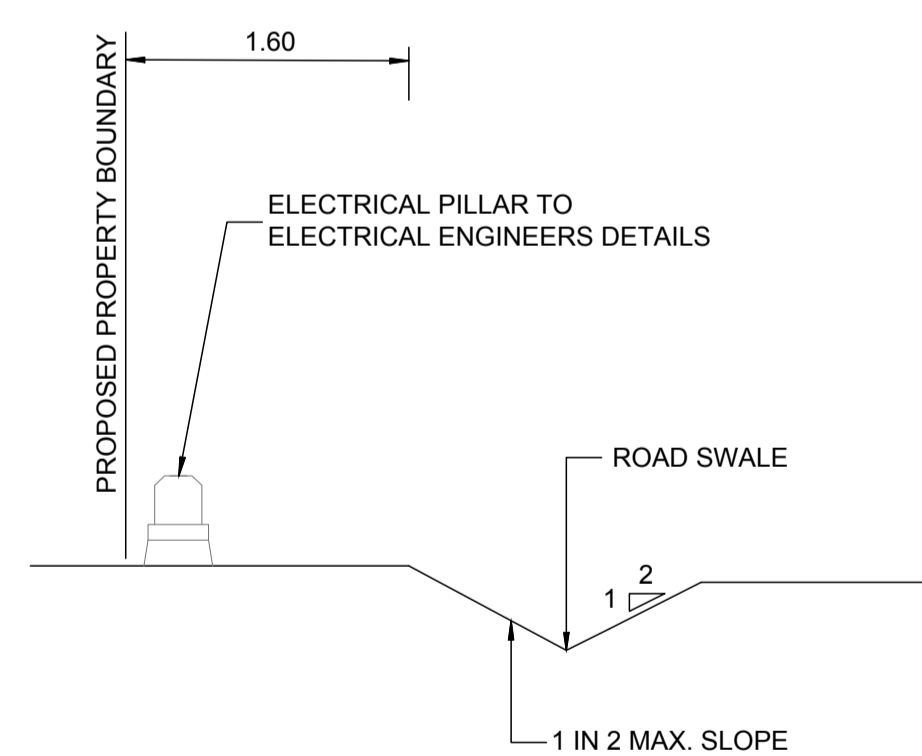 1.60
PROPOSED PROPERTY BOUNDARY
ELECTRICAL PILLAR TO
ELECTRICAL ENGINEERS DETAILS
ROAD SWALE
2
1
1 IN 2 MAX. SLOPE